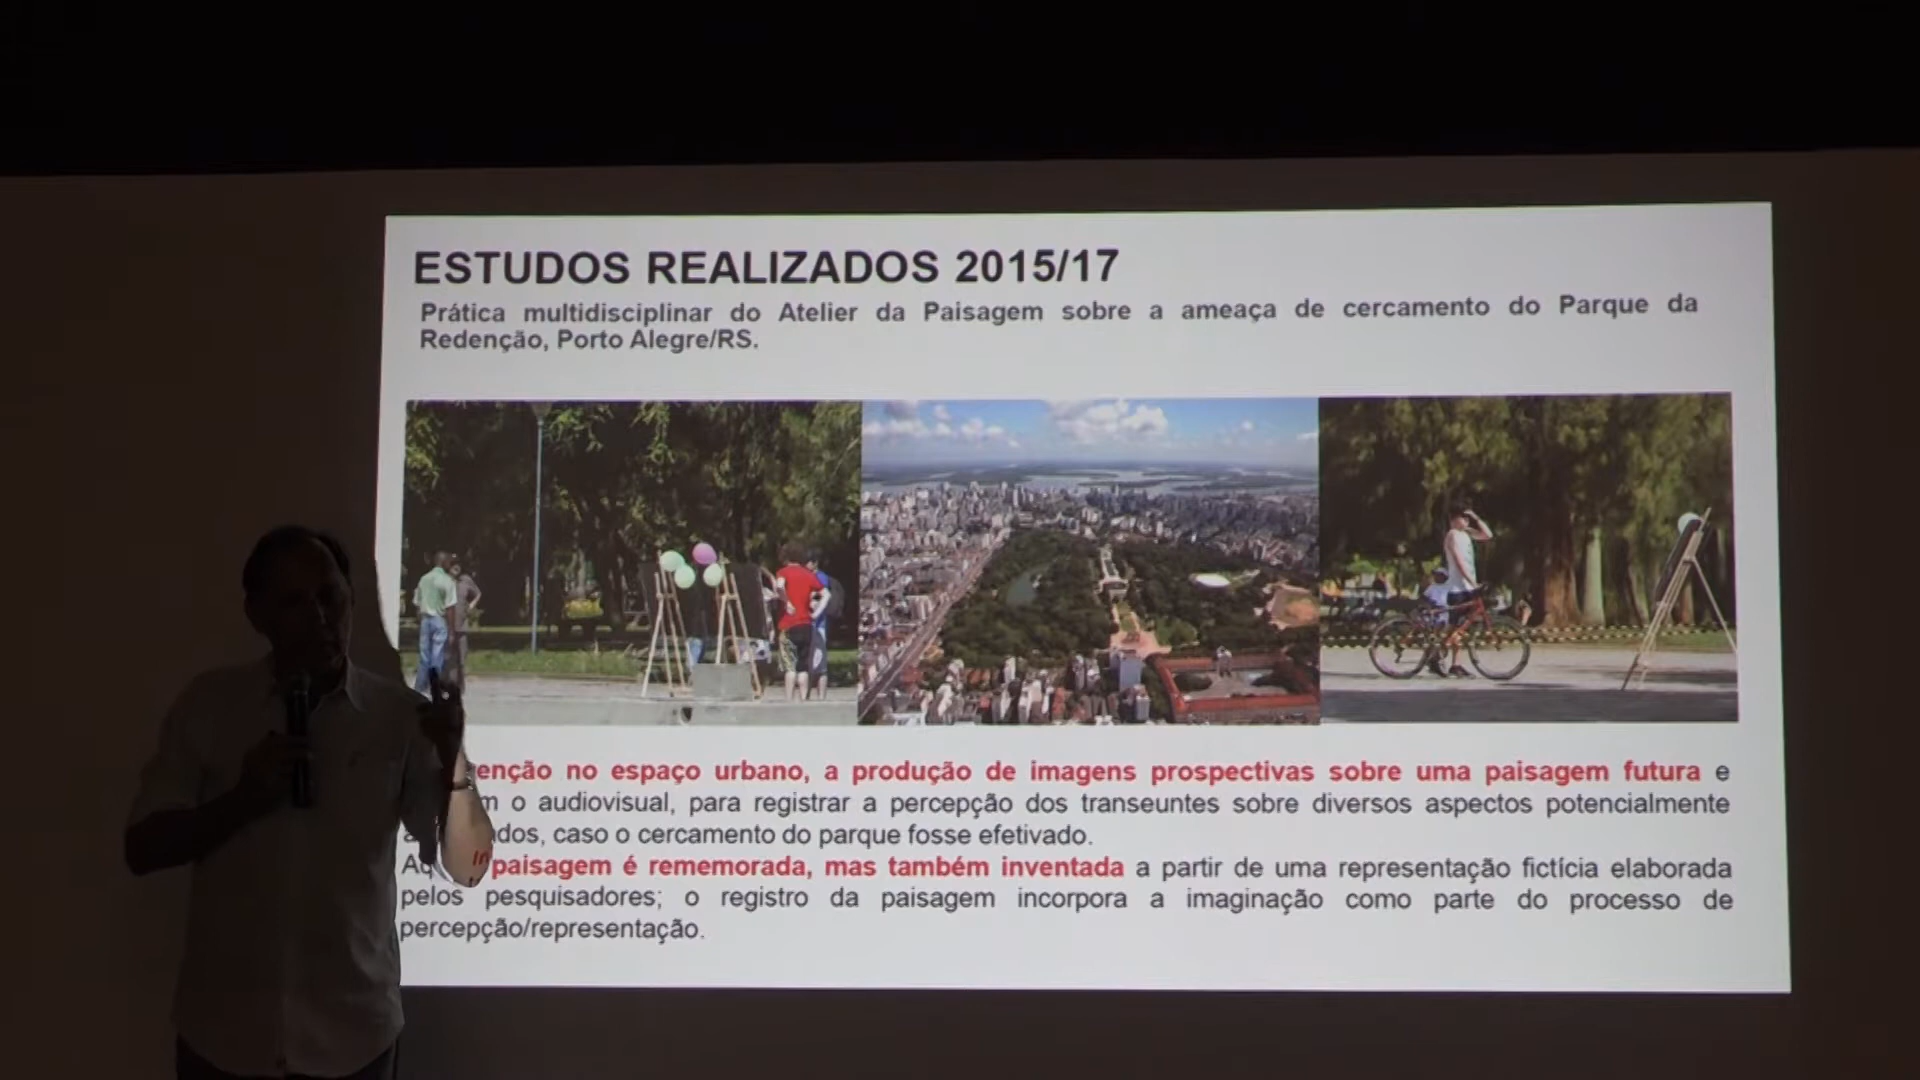 ESTUDOS REALIZADOS 2015/17
Prática multidisciplinar do Atelier da Paisagem sobre a ameaça de cercamento do Parque da
Redenção, Porto Alegre/RS.
no espaço urbano, a produção de imagens prospectivas sobre uma paisagem futura e
o audiovisual, para registrar a percepção dos transeuntes sobre diversos aspectos potencialmente
caso o cercamento do parque fosse efetivado.
paisagem é rememorada, mas também inventada a partir de uma representação fictícia elaborada
pelos pesquisadores; o registro da paisagem incorpora a imaginação como parte do processo de
percepção/representação.